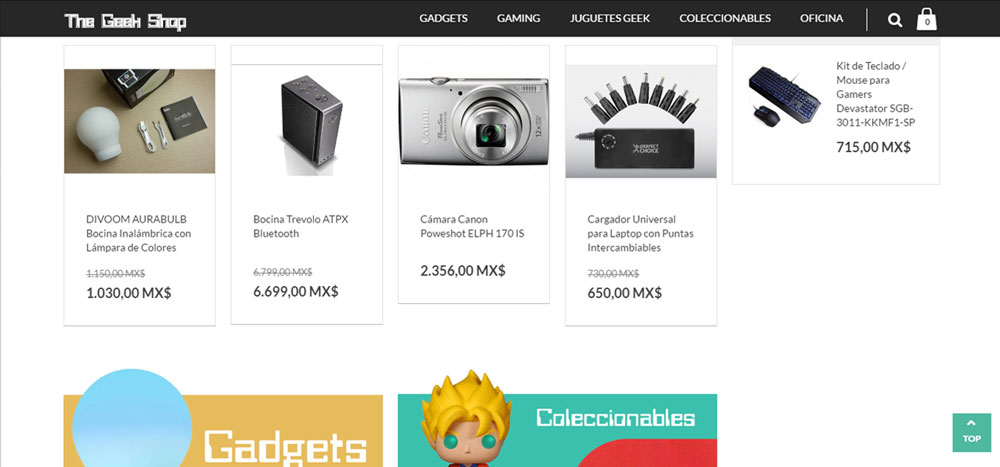 The Geek Shop
GADGETS
GAMING
JUGUETES GEEK
COLECCIONABLES
OFICINA
0
Canon
12x
PERFECT
CHOICE
DIVOOM AURABULB
Bocina Inalámbrica con
Lámpara de Colores
1.150,00 MX$
1.030,00 MX$
Bocina Trevolo ATPX
Bluetooth
6.799,00 MX$
6.699,00 MX$
Cámara Canon
Poweshot ELPH 170 IS
2.356,00 MX$
Cargador Universal
para Laptop con Puntas
Intercambiables
730,00 MX$
650,00 MX$
Kit de Teclado /
Mouse para
Gamers
Devastator SGB-
3011-KKMF1-SP
715,00 MX$
Gadgets
Coleccionables
TOP